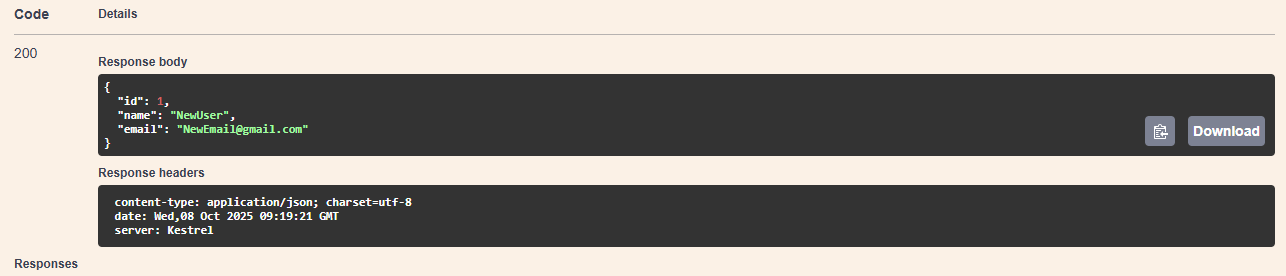 Code Details
200
Response body
{
  "id": 1,
  "name": "NewUser",
  "email": "NewEmail@gmail.com"
}
Download
Response headers
content-type: application/json; charset=utf-8
date: Wed,08 Oct 2025 09:19:21 GMT
server: Kestrel
Responses